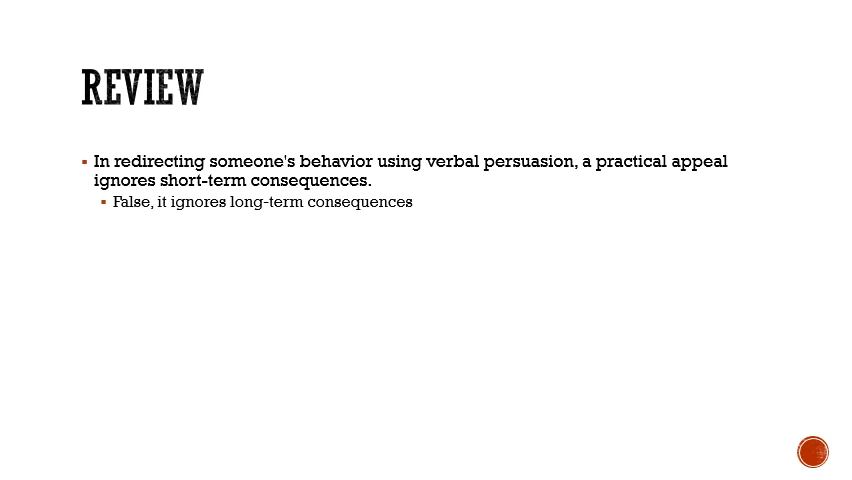 REVIEW
▪ In redirecting someone's behavior using verbal persuasion, a practical appeal
ignores short-term consequences.
▪ False, it ignores long-term consequences